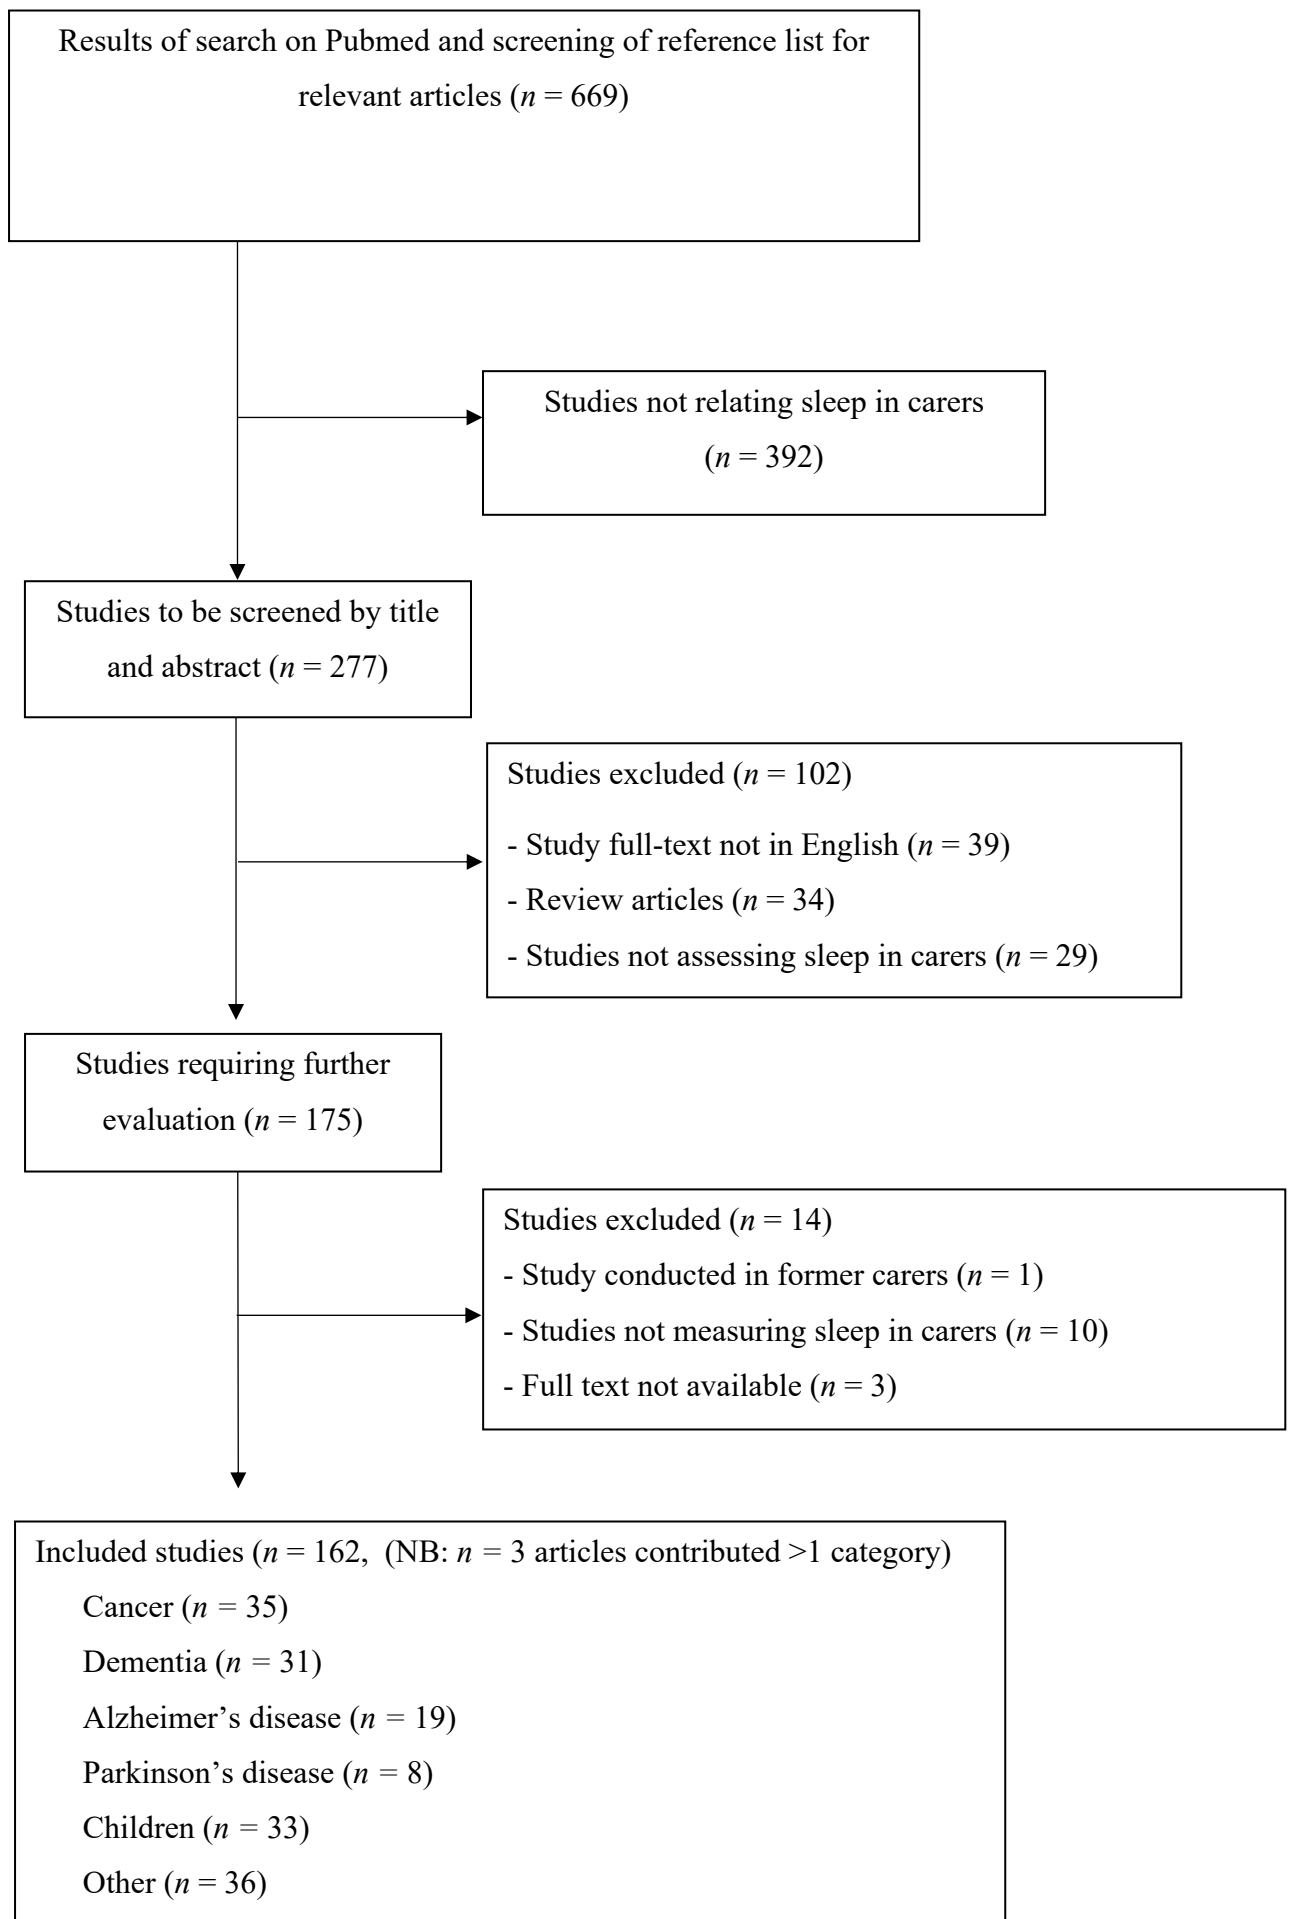 Results of search on Pubmed and screening of reference list for
relevant articles (n = 669)
Studies not relating sleep in carers
(n = 392)
Studies to be screened by title
and abstract (n = 277)
Studies excluded (n = 102)
- Study full-text not in English (n = 39)
- Review articles (n = 34)
- Studies not assessing sleep in carers (n = 29)
Studies requiring further
evaluation (n = 175)
Studies excluded (n = 14)
- Study conducted in former carers (n = 1)
- Studies not measuring sleep in carers (n = 10)
- Full text not available (n = 3)
Included studies (n = 162,  (NB: n = 3 articles contributed >1 category)
Cancer (n = 35)
Dementia (n = 31)
Alzheimer’s disease (n = 19)
Parkinson’s disease (n = 8)
Children (n = 33)
Other (n = 36)